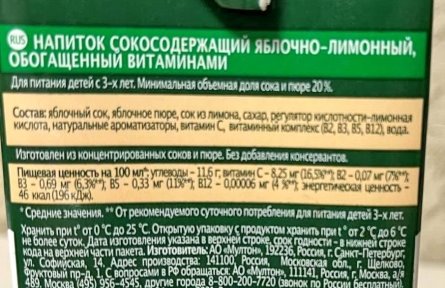 RUS НАПИТОК СОКОСОДЕРЖАЩИЙ ЯБЛОЧНО-ЛИМОННЫЙ,
ОБОГАЩЕННЫЙ ВИТАМИНАМИ
Для питания детей с 3-х лет. Минимальная объемная доля сока и пюре 20%.
Состав: яблочный сок, яблочное пюре, сок из лимона, сахар, регулятор кислотности-лимонная
кислота, натуральные ароматизаторы, витамин С, витаминный комплекс (В2, В3, В5, В12), вода.
Изготовлен из концентрированных соков и пюре. Без добавления консервантов.
Пищевая ценность на 100 мл*: углеводы - 11,6 г; витамин С - 8,25 мг (16,5%**); В2 - 0,07 мг (7%**);
В3 - 0,69 мг (6,3%**); В5 - 0,33 мг (11%**); В12 - 0,00006 мг (4 %**); энергетическая ценность -
46 ккал (196 кДж).
* Средние значения. ** От рекомендуемого суточного потребления для питания детей 3-х лет.
Хранить при t° от 0 °С до 25 °С. Открытую упаковку с продуктом хранить при t° от 2 °С до 6 °С
не более суток. Дата изготовления указана в верхней строке, срок годности - в нижней строке
кода на верхней части пакета. Изготовитель: АО «Мултон», 192236, Россия, г. Санкт-Петербург,
ул. Софийская, 14. Адрес производства: 141100, Россия, Московская обл., г. Щелково,
Фруктовый пр-д, 1. С вопросами в РФ обращаться: АО «Мултон», 111141, Россия, г. Москва, а/я
489, Москва (495) 956-4545, другие города 8-800-200-7720 (звонок по России бесплатный).